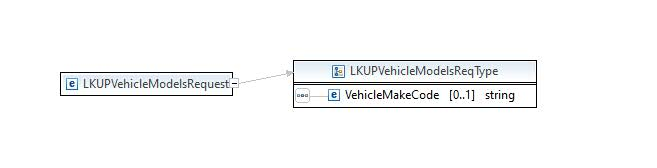 LKUPVehicleModelsRequest
LKUPVehicleModelsReqType
VehicleMakeCode [0..1] string